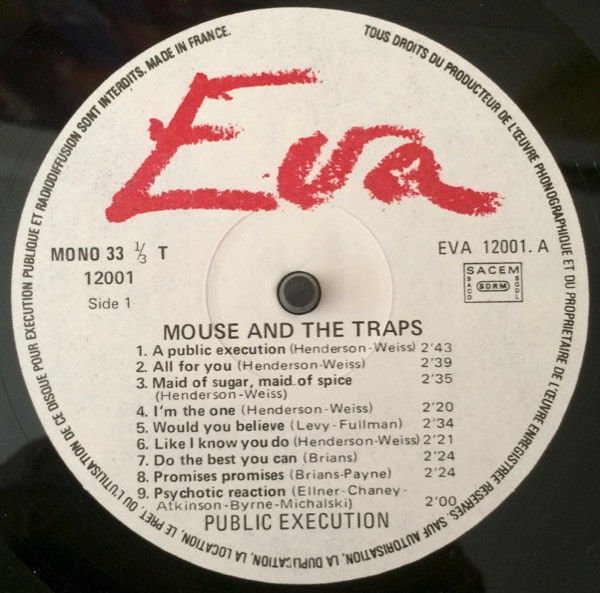 TOUS DROITS DU PRODUCTEUR DE L'ŒUVRE PHONOGRAPHIQUE ET DU PROPRIETAIRE DE L'ŒUVRE ENREGISTREE RESERVES. SAUF AUTORISATION, LA DUPLICATION, LA LOCATION, LE PRET, OU L'UTILISATION DE CE DISQUE POUR EXECUTION PUBLIQUE ET RADIODIFFUSION SONT INTERDITS. MADE IN FRANCE.
Eva
MONO 33 1/3 T
12001
Side 1
EVA 12001. A
SACEM
SACD SDRM SGDL
MOUSE AND THE TRAPS
1. A public execution (Henderson-Weiss) 2'43
2. All for you (Henderson-Weiss) 2'39
3. Maid of sugar, maid of spice 2'35
(Henderson-Weiss)
4. I'm the one (Henderson-Weiss) 2'20
5. Would you believe (Levy-Fullman) 2'34
6. Like I know you do (Henderson-Weiss) 2'21
7. Do the best you can (Brians) 2'24
8. Promises promises (Brians-Payne) 2'24
9. Psychotic reaction (Ellner-Chaney-
Atkinson-Byrne-Michalski) 2'00
PUBLIC EXECUTION